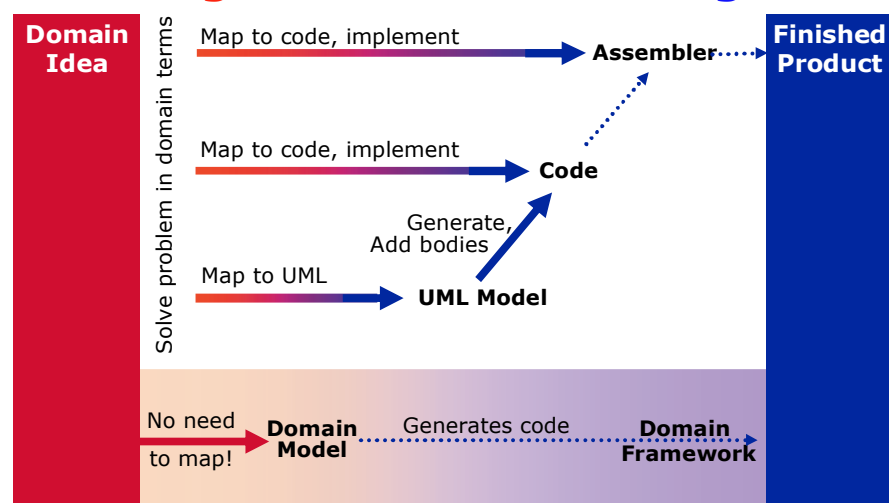 Domain
Idea
Solve problem in domain terms
Map to code, implement
Assembler
Finished
Product
Map to code, implement
Code
Generate,
Add bodies
Map to UML
UML Model
No need
to map!
Domain
Model
Generates code
Domain
Framework